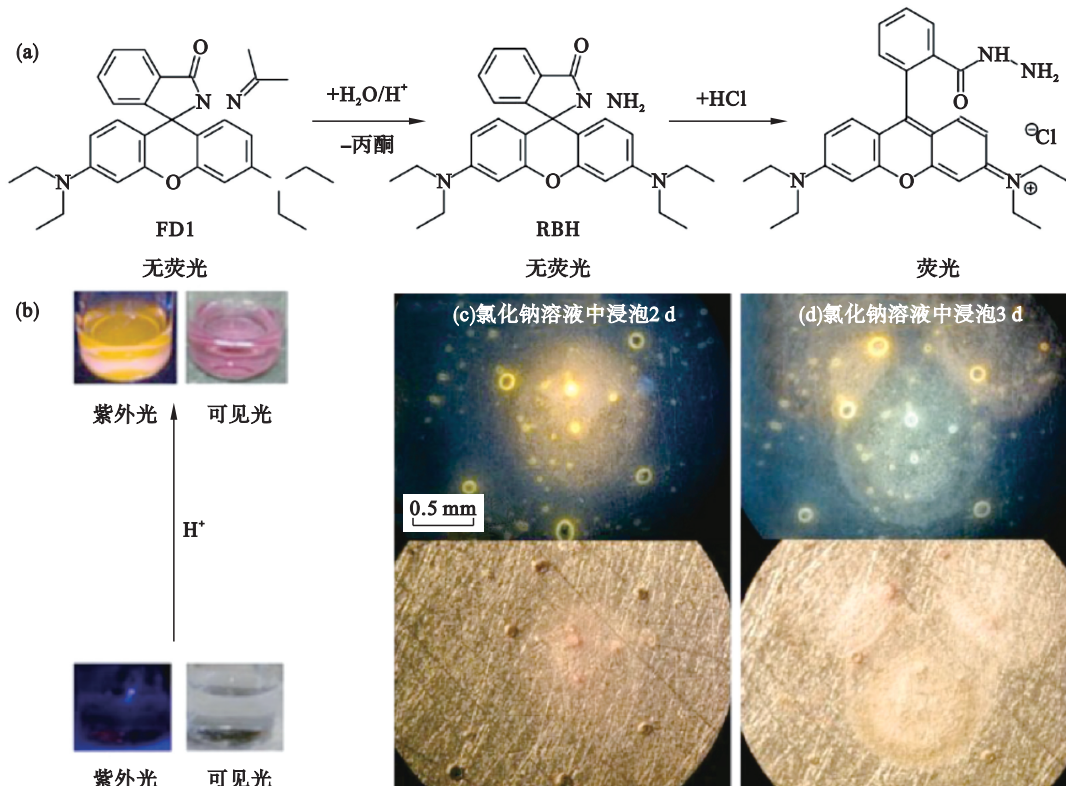 (a)
O
N
N
N
O
FD1
无荧光
+H₂O/H⁺
−丙酮
O
N
NH₂
N
O
N
RBH
无荧光
+HCl
NH
NH₂
O
⊖Cl
N
O
N
⊕
荧光
(b)
紫外光
可见光
H⁺
紫外光
可见光
(c)氯化钠溶液中浸泡2 d
0.5 mm
(d)氯化钠溶液中浸泡3 d